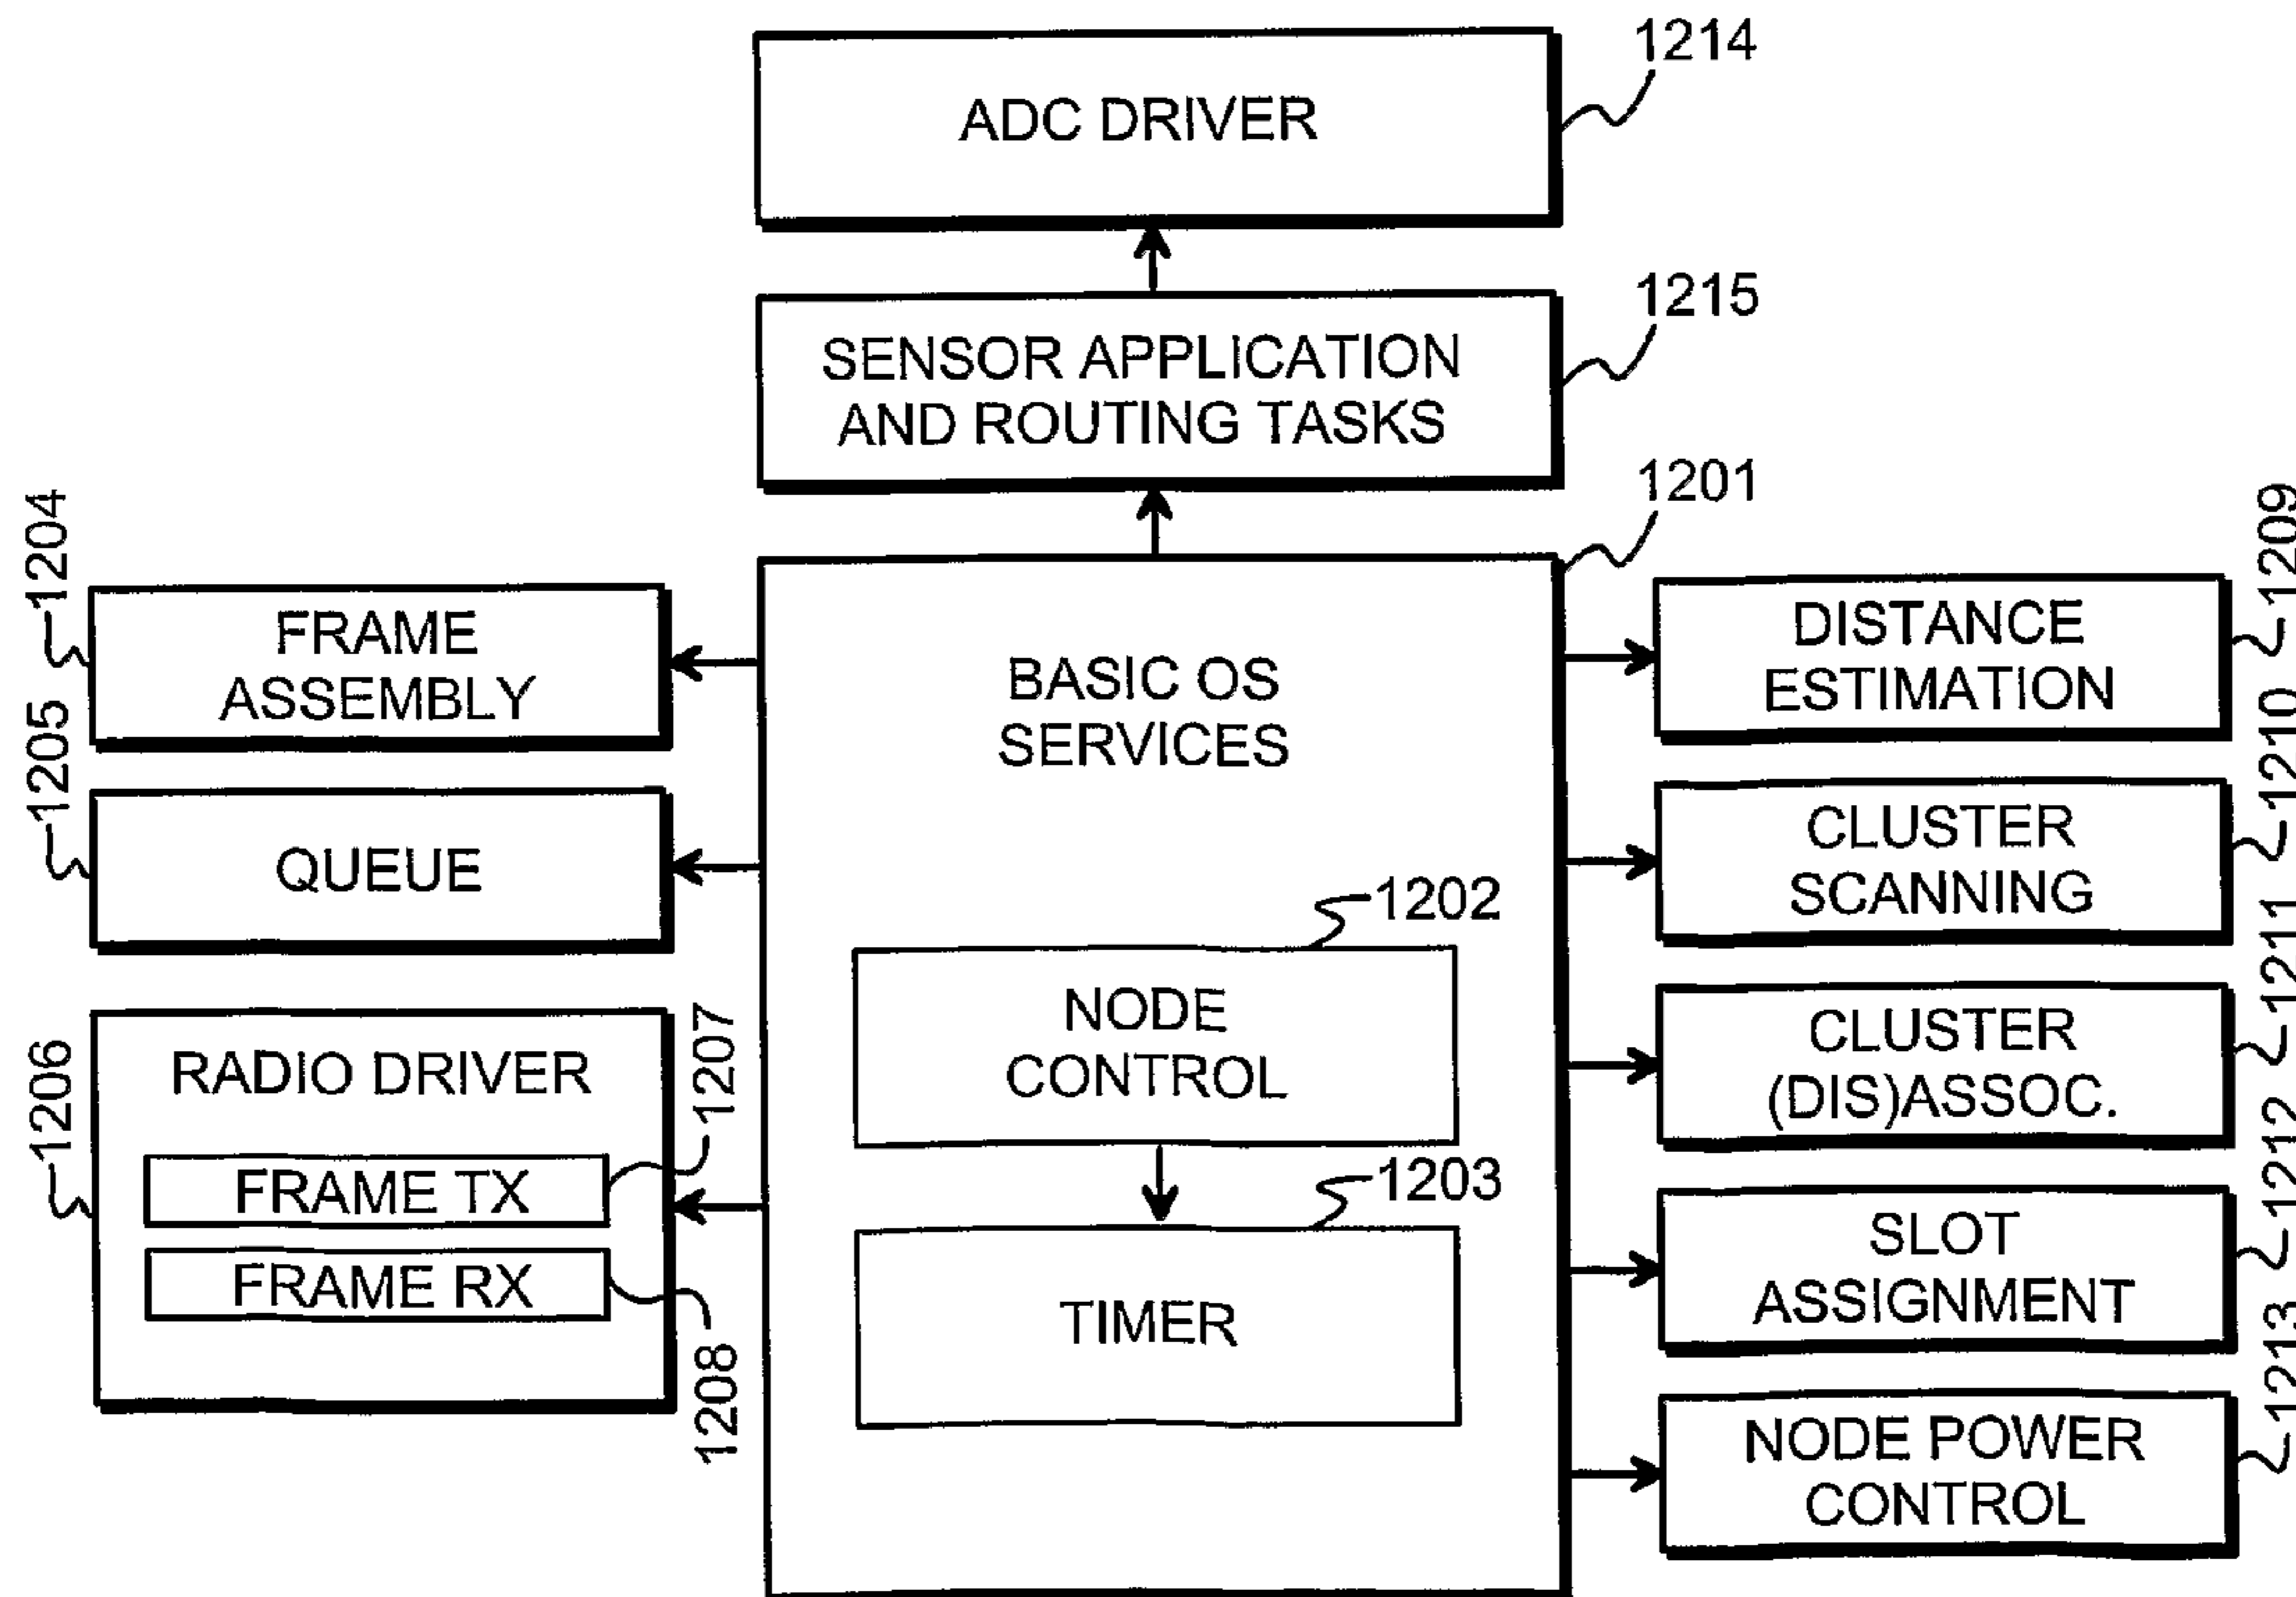 1214
ADC DRIVER
1215
SENSOR APPLICATION
AND ROUTING TASKS
1201
1204
FRAME
ASSEMBLY
1205
QUEUE
1206
RADIO DRIVER
1207
FRAME TX
FRAME RX
1208
BASIC OS
SERVICES
1202
NODE
CONTROL
1203
TIMER
1209
DISTANCE
ESTIMATION
1210
CLUSTER
SCANNING
1211
CLUSTER
(DIS)ASSOC.
1212
SLOT
ASSIGNMENT
1213
NODE POWER
CONTROL